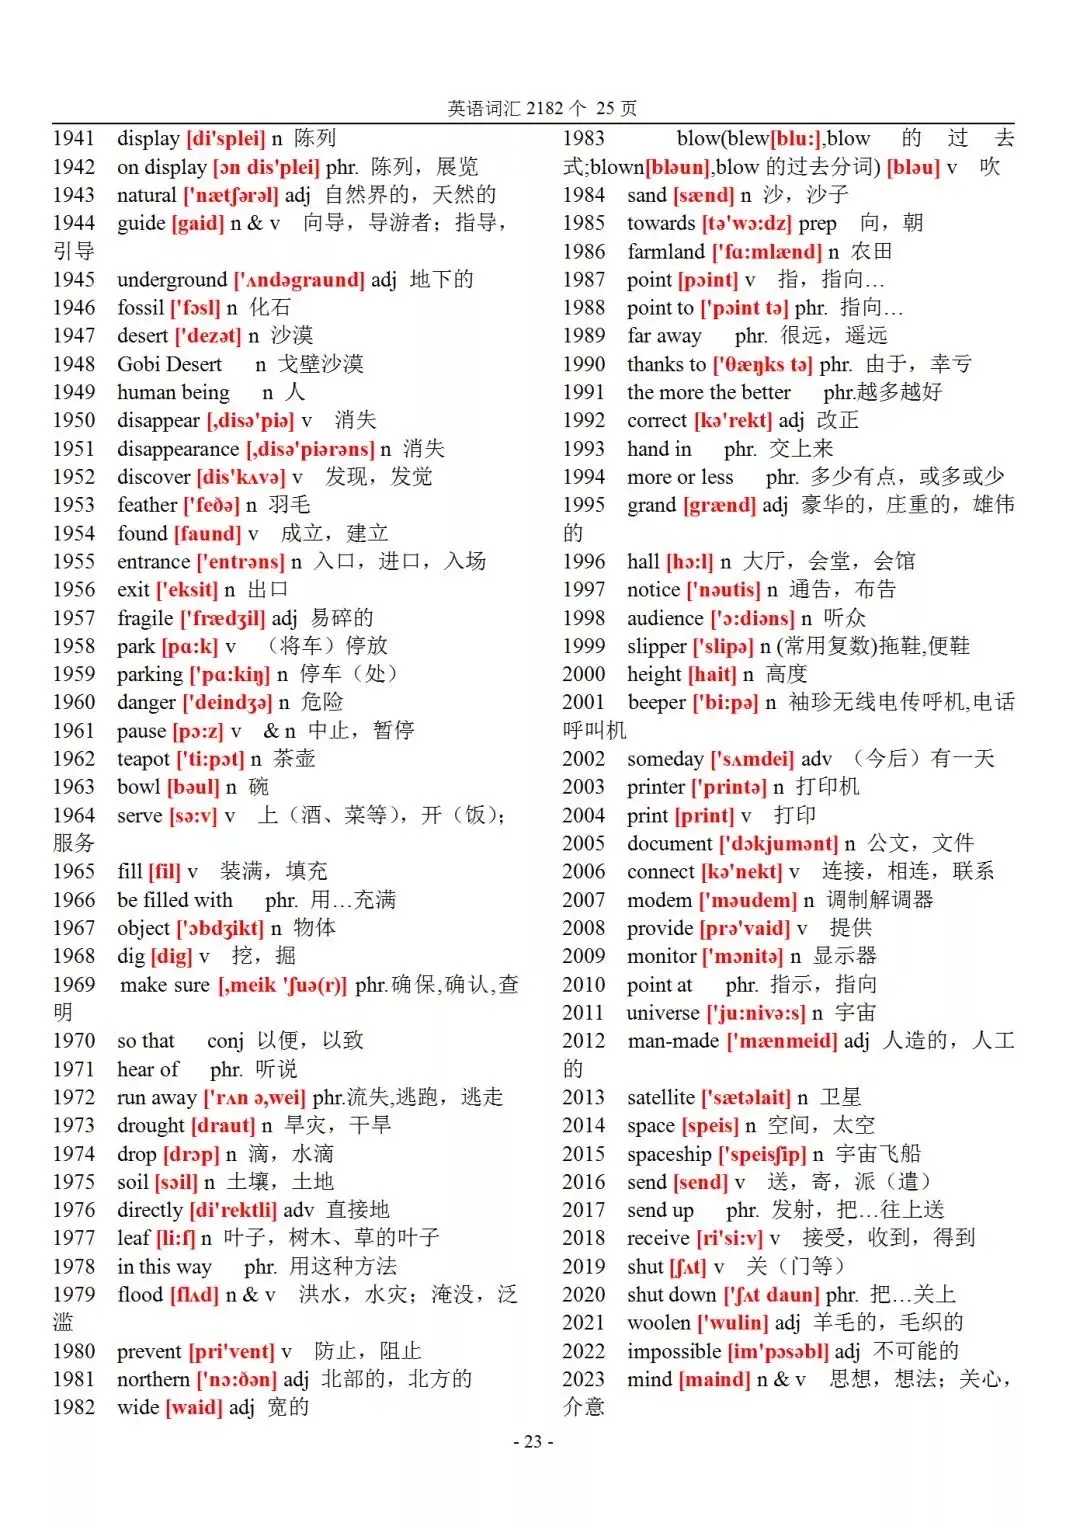 英语词汇 2182 个 25 页
1941 display [di'splei] n 陈列
1942 on display [ɔn dis'plei] phr. 陈列，展览
1943 natural ['nætʃərəl] adj 自然界的，天然的
1944 guide [gaid] n & v 向导，导游者；指导，
引导
1945 underground ['ʌndəgraund] adj 地下的
1946 fossil ['fɔsl] n 化石
1947 desert ['dezət] n 沙漠
1948 Gobi Desert n 戈壁沙漠
1949 human being n 人
1950 disappear [,disə'piə] v 消失
1951 disappearance [,disə'piərəns] n 消失
1952 discover [dis'kʌvə] v 发现，发觉
1953 feather ['feðə] n 羽毛
1954 found [faund] v 成立，建立
1955 entrance ['entrəns] n 入口，进口，入场
1956 exit ['eksit] n 出口
1957 fragile ['frædʒil] adj 易碎的
1958 park [pɑ:k] v （将车）停放
1959 parking ['pɑ:kiŋ] n 停车（处）
1960 danger ['deindʒə] n 危险
1961 pause [pɔ:z] v & n 中止，暂停
1962 teapot ['ti:pɔt] n 茶壶
1963 bowl [bəul] n 碗
1964 serve [sə:v] v 上（酒、菜等），开（饭）；
服务
1965 fill [fil] v 装满，填充
1966 be filled with phr. 用…充满
1967 object ['ɔbdʒikt] n 物体
1968 dig [dig] v 挖，掘
1969 make sure [,meik 'ʃuə(r)] phr.确保,确认,查
明
1970 so that conj 以便，以致
1971 hear of phr. 听说
1972 run away ['rʌn ə,wei] phr.流失,逃跑，逃走
1973 drought [draut] n 旱灾，干旱
1974 drop [drɔp] n 滴，水滴
1975 soil [sɔil] n 土壤，土地
1976 directly [di'rektli] adv 直接地
1977 leaf [li:f] n 叶子，树木、草的叶子
1978 in this way phr. 用这种方法
1979 flood [flʌd] n & v 洪水，水灾；淹没，泛
滥
1980 prevent [pri'vent] v 防止，阻止
1981 northern ['nɔ:ðən] adj 北部的，北方的
1982 wide [waid] adj 宽的
1983 blow(blew[blu:],blow 的过去
式;blown[bləun],blow 的过去分词) [bləu] v 吹
1984 sand [sænd] n 沙，沙子
1985 towards [tə'wɔ:dz] prep 向，朝
1986 farmland ['fɑ:mlænd] n 农田
1987 point [pɔint] v 指，指向…
1988 point to ['pɔint tə] phr. 指向…
1989 far away phr. 很远，遥远
1990 thanks to ['θæŋks tə] phr. 由于，幸亏
1991 the more the better phr.越多越好
1992 correct [kə'rekt] adj 改正
1993 hand in phr. 交上来
1994 more or less phr. 多少有点，或多或少
1995 grand [grænd] adj 豪华的，庄重的，雄伟
的
1996 hall [hɔ:l] n 大厅，会堂，会馆
1997 notice ['nəutis] n 通告，布告
1998 audience ['ɔ:diəns] n 听众
1999 slipper ['slipə] n (常用复数)拖鞋,便鞋
2000 height [hait] n 高度
2001 beeper ['bi:pə] n 袖珍无线电传呼机,电话
呼叫机
2002 someday ['sʌmdei] adv （今后）有一天
2003 printer ['printə] n 打印机
2004 print [print] v 打印
2005 document ['dɔkjumənt] n 公文，文件
2006 connect [kə'nekt] v 连接，相连，联系
2007 modem ['məudem] n 调制解调器
2008 provide [prə'vaid] v 提供
2009 monitor ['mɔnitə] n 显示器
2010 point at phr. 指示，指向
2011 universe ['ju:nivə:s] n 宇宙
2012 man-made ['mænmeid] adj 人造的，人工
的
2013 satellite ['sætəlait] n 卫星
2014 space [speis] n 空间，太空
2015 spaceship ['speisʃip] n 宇宙飞船
2016 send [send] v 送，寄，派（遣）
2017 send up phr. 发射，把…往上送
2018 receive [ri'si:v] v 接受，收到，得到
2019 shut [ʃʌt] v 关（门等）
2020 shut down ['ʃʌt daun] phr. 把…关上
2021 woolen ['wulin] adj 羊毛的，毛织的
2022 impossible [im'pɔsəbl] adj 不可能的
2023 mind [maind] n & v 思想，想法；关心，
介意
- 23 -